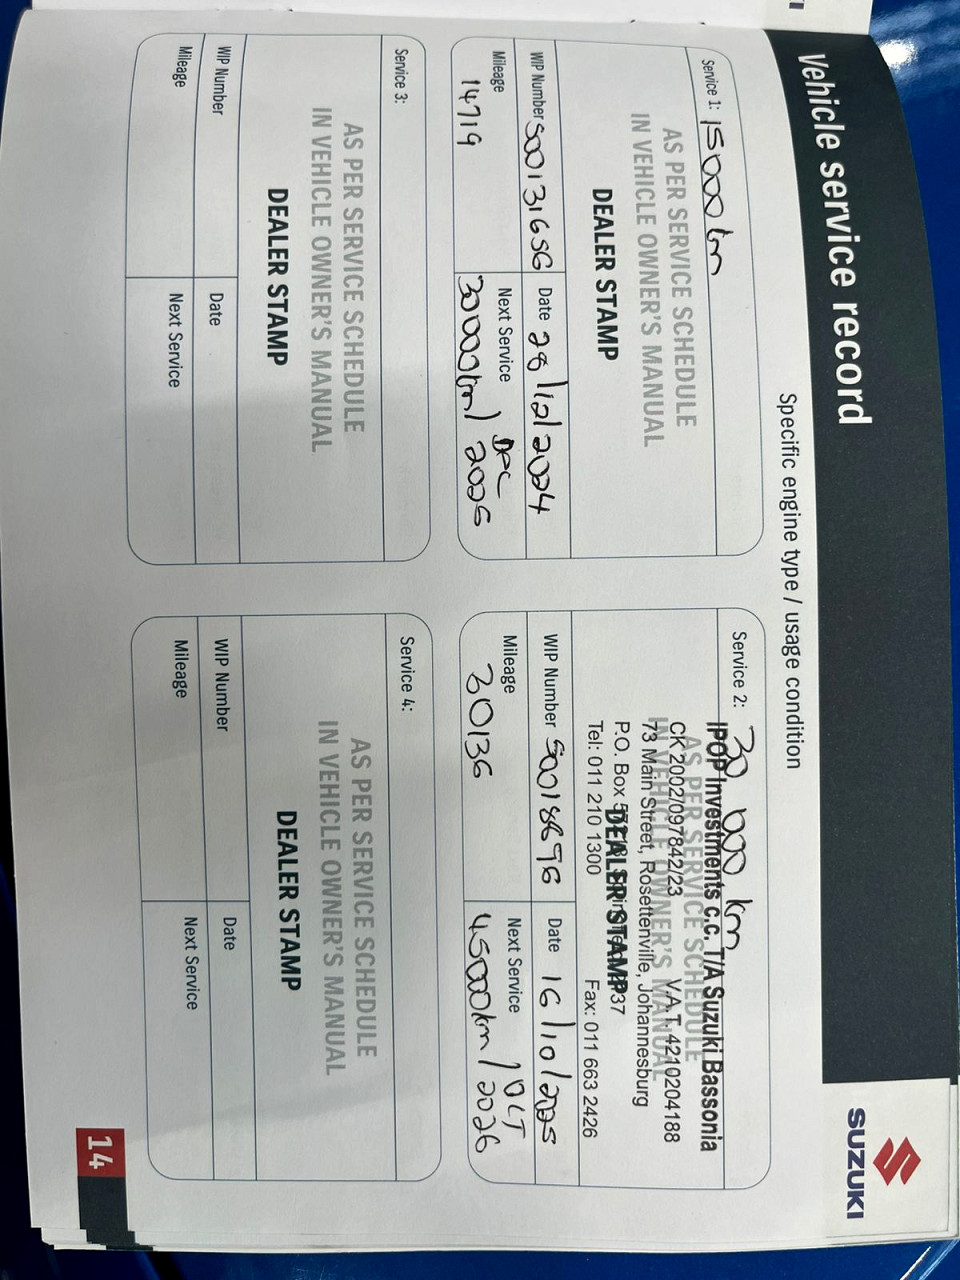 Vehicle service record
SUZUKI
Specific engine type / usage condition
Service 1: 15000 km
AS PER SERVICE SCHEDULE
IN VEHICLE OWNER'S MANUAL
DEALER STAMP
WIP Number Date 28/12/2024
Mileage 14719
Next Service 30000km / DEC 2025
Service 2: 30 000 km
IPOP Investments c.c. T/A Suzuki Bassonia
AS PER SERVICE SCHEDULE
CK 2002/097842/23 V.A.T. 4210204188
IN VEHICLE OWNER'S MANUAL
73 Main Street, Rosettenville, Johannesburg
P.O. Box
DEALER STAMP
Tel: 011 210 1300 Fax: 011 663 2426
WIP Number Date 16/10/2025
Mileage 30136
Next Service 45000km / OCT 2026
Service 3:
AS PER SERVICE SCHEDULE
IN VEHICLE OWNER'S MANUAL
DEALER STAMP
WIP Number Date
Mileage Next Service
Service 4:
AS PER SERVICE SCHEDULE
IN VEHICLE OWNER'S MANUAL
DEALER STAMP
WIP Number Date
Mileage Next Service
14